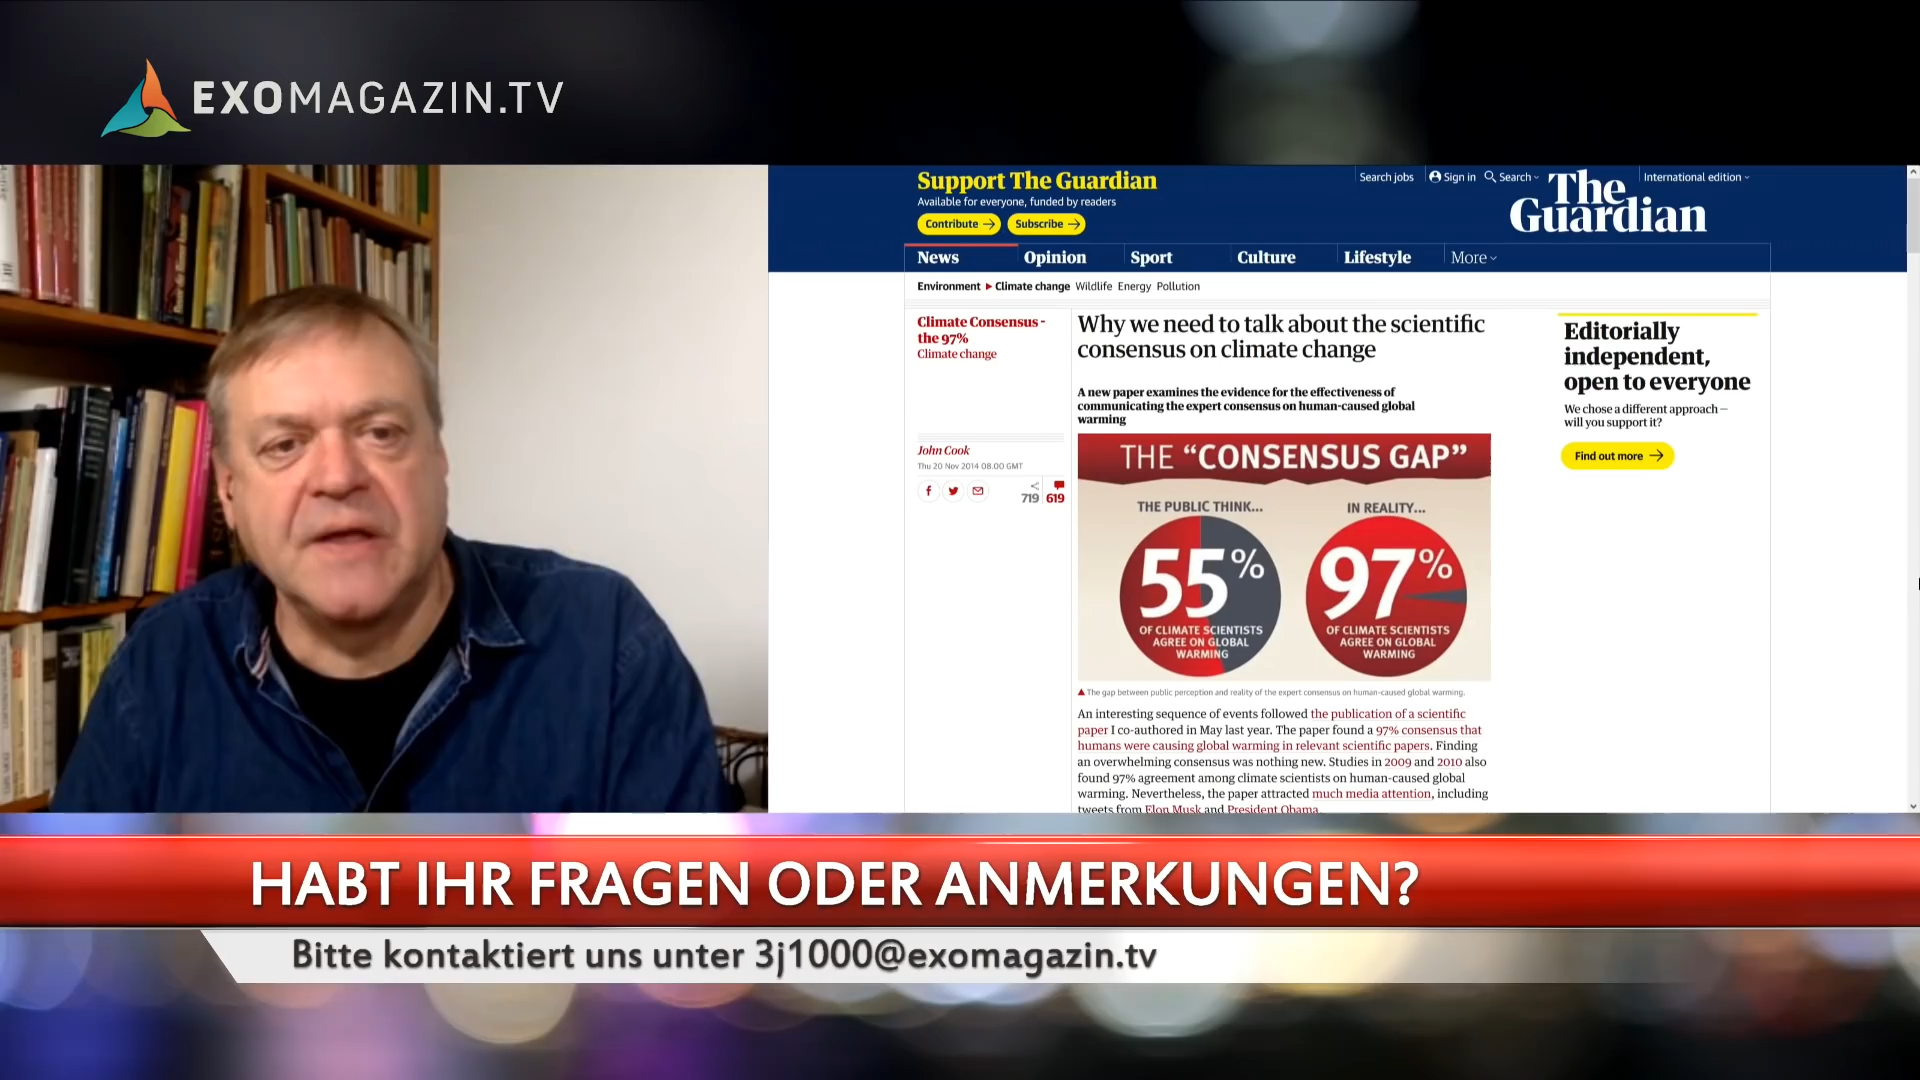 EXOMAGAZIN.TV
Support The Guardian
Available for everyone, funded by readers
Contribute
Subscribe
Search jobs
Sign in
Search
International edition
The
Guardian
News
Opinion
Sport
Culture
Lifestyle
More
Environment
Climate change
Wildlife
Energy
Pollution
Climate Consensus -
the 97%
Climate change
Why we need to talk about the scientific
consensus on climate change
A new paper examines the evidence for the effectiveness of
communicating the expert consensus on human-caused global
warming
John Cook
Thu 20 Nov 2014 08.00 GMT
719
619
THE “CONSENSUS GAP”
THE PUBLIC THINK...
55%
OF CLIMATE SCIENTISTS
AGREE ON GLOBAL
WARMING
IN REALITY...
97%
OF CLIMATE SCIENTISTS
AGREE ON GLOBAL
WARMING
The gap between public perception and reality of the expert consensus on human-caused global warming.
An interesting sequence of events followed the publication of a scientific
paper I co-authored in May last year. The paper found a 97% consensus that
humans were causing global warming in relevant scientific papers. Finding
an overwhelming consensus was nothing new. Studies in 2009 and 2010 also
found 97% agreement among climate scientists on human-caused global
warming. Nevertheless, the paper attracted much media attention, including
tweets from Elon Musk and President Obama.
Editorially
independent,
open to everyone
We chose a different approach –
will you support it?
Find out more
HABT IHR FRAGEN ODER ANMERKUNGEN?
Bitte kontaktiert uns unter 3j1000@exomagazin.tv